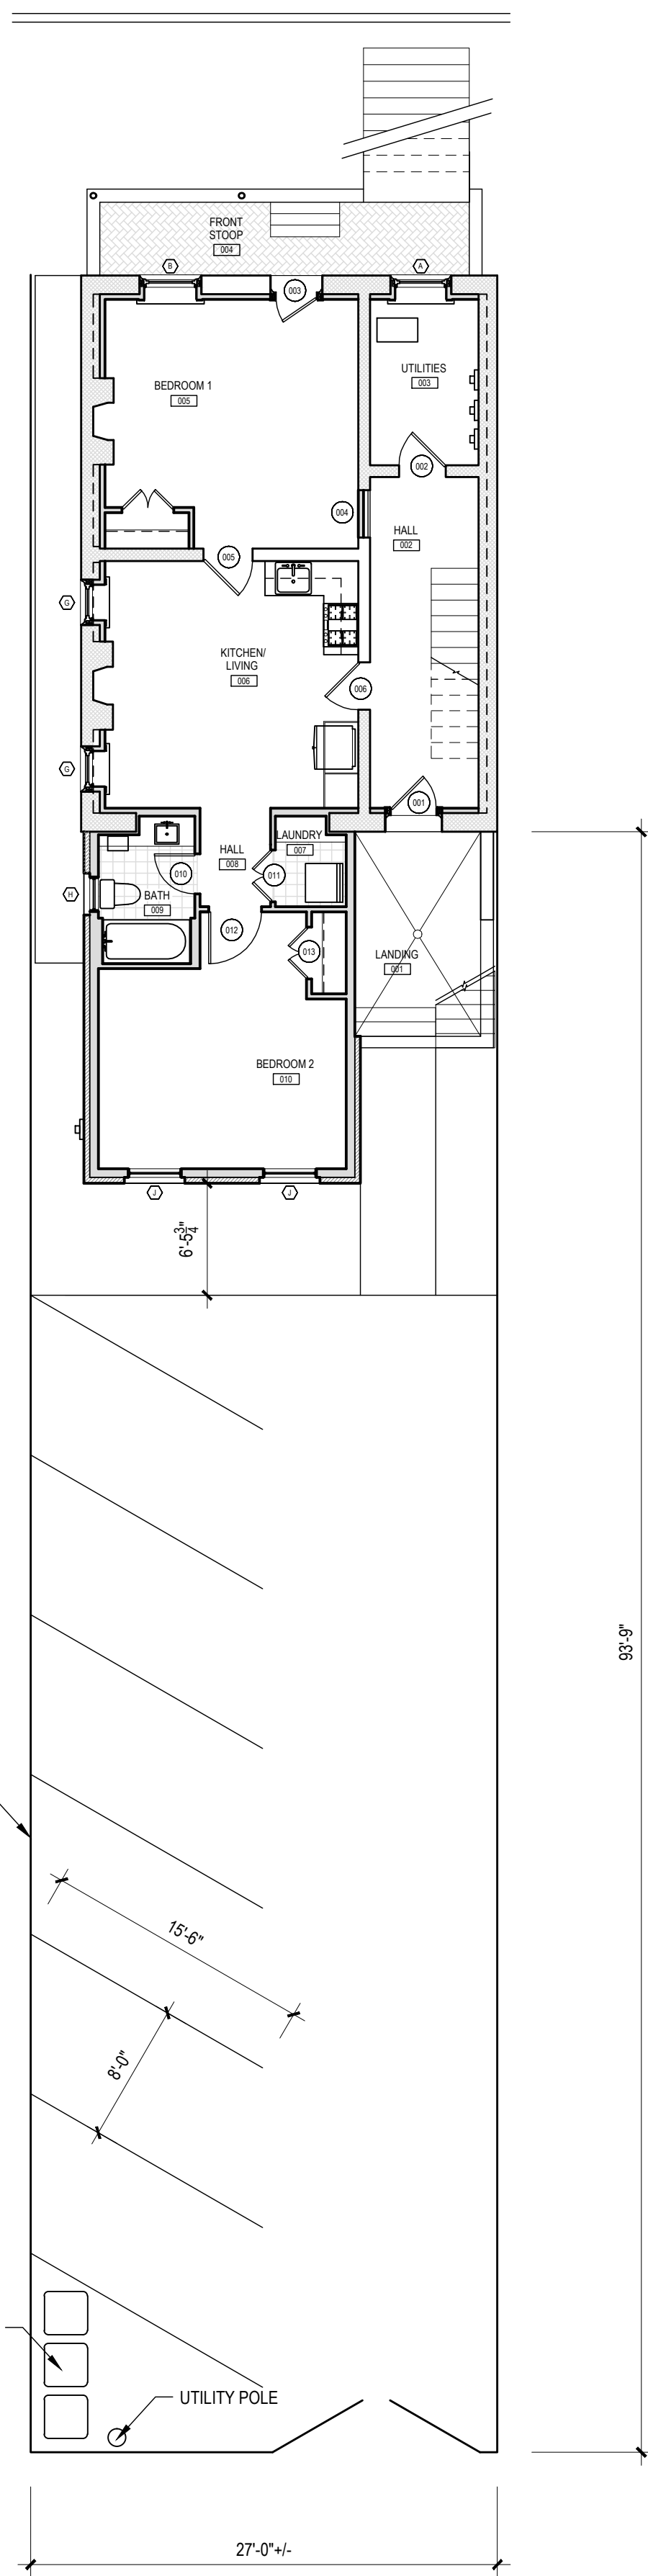 FRONT
STOOP
004
B
A
003
BEDROOM 1
005
UTILITIES
003
002
004
HALL
002
005
G
KITCHEN/
LIVING
006
006
G
001
HALL
008
LAUNDRY
007
010
011
H
BATH
009
012
013
LANDING
001
BEDROOM 2
010
J
J
6'-5 3/4"
93'-9"
15'-6"
8'-0"
UTILITY POLE
27'-0"+/-